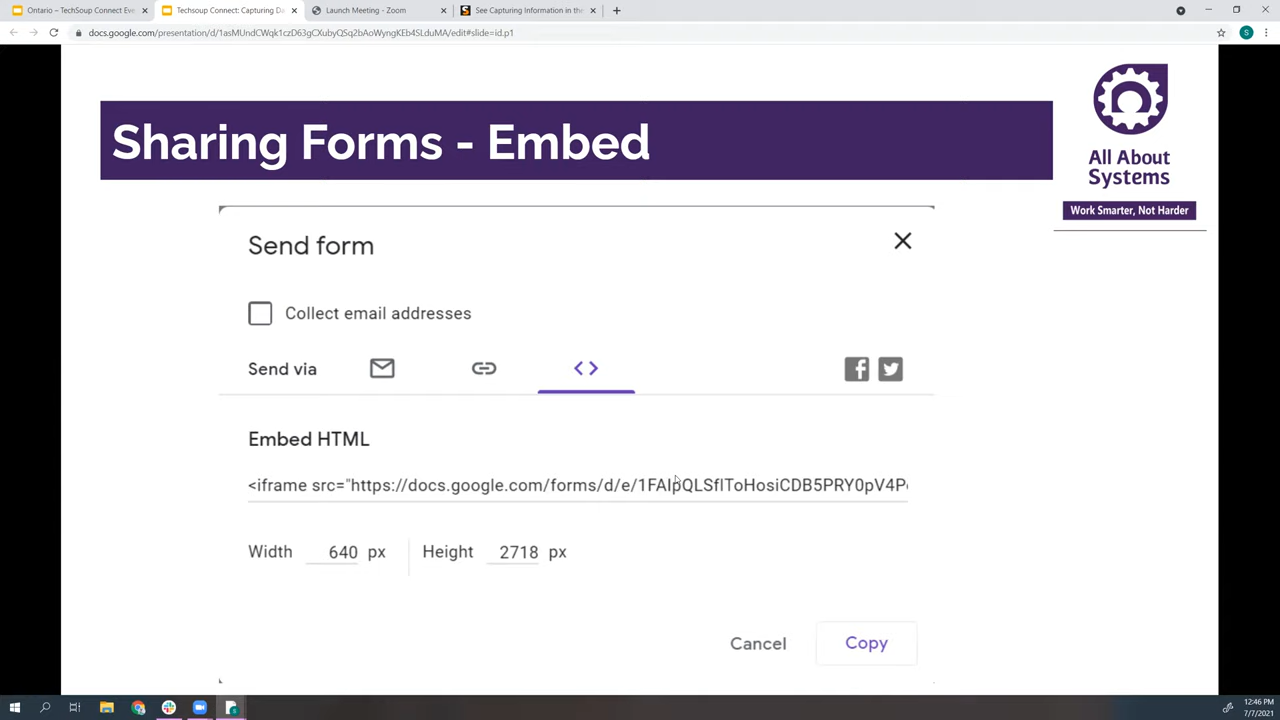 Ontario – TechSoup Connect Eve
Techsoup Connect: Capturing Da
Launch Meeting - Zoom
See Capturing Information in the
docs.google.com/presentation/d/1asMUndCWqk1czD63gCXubyQSq2bAoWyngKEb4SLduMA/edit#slide=id.p1
S
Sharing Forms - Embed
All About
Systems
Work Smarter, Not Harder
Send form
Collect email addresses
Send via
Embed HTML
<iframe src="https://docs.google.com/forms/d/e/1FAIpQLSfIToHosiCDB5PRY0pV4P
Width 640 px Height 2718 px
Cancel Copy
12:46 PM
7/7/2021